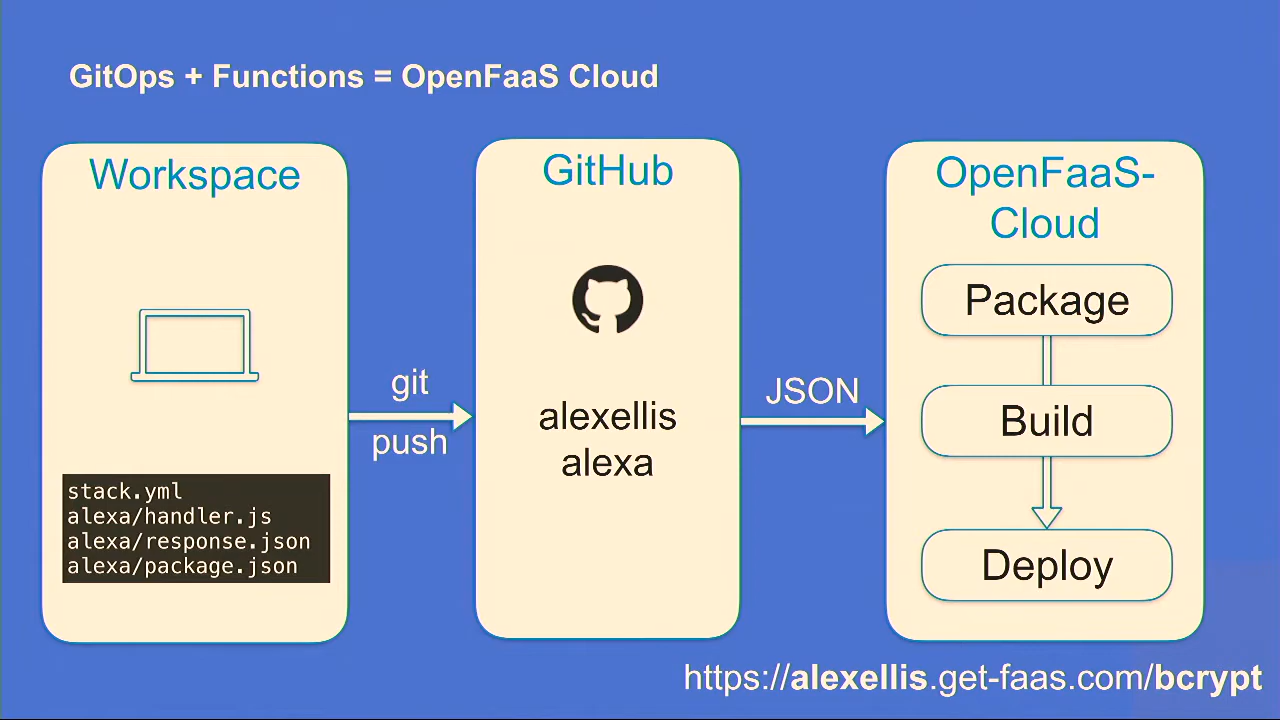 GitOps + Functions = OpenFaaS Cloud
Workspace
stack.yml
alexa/handler.js
alexa/response.json
alexa/package.json
git
push
GitHub
alexellis
alexa
JSON
OpenFaaS-
Cloud
Package
Build
Deploy
https://alexellis.get-faas.com/bcrypt